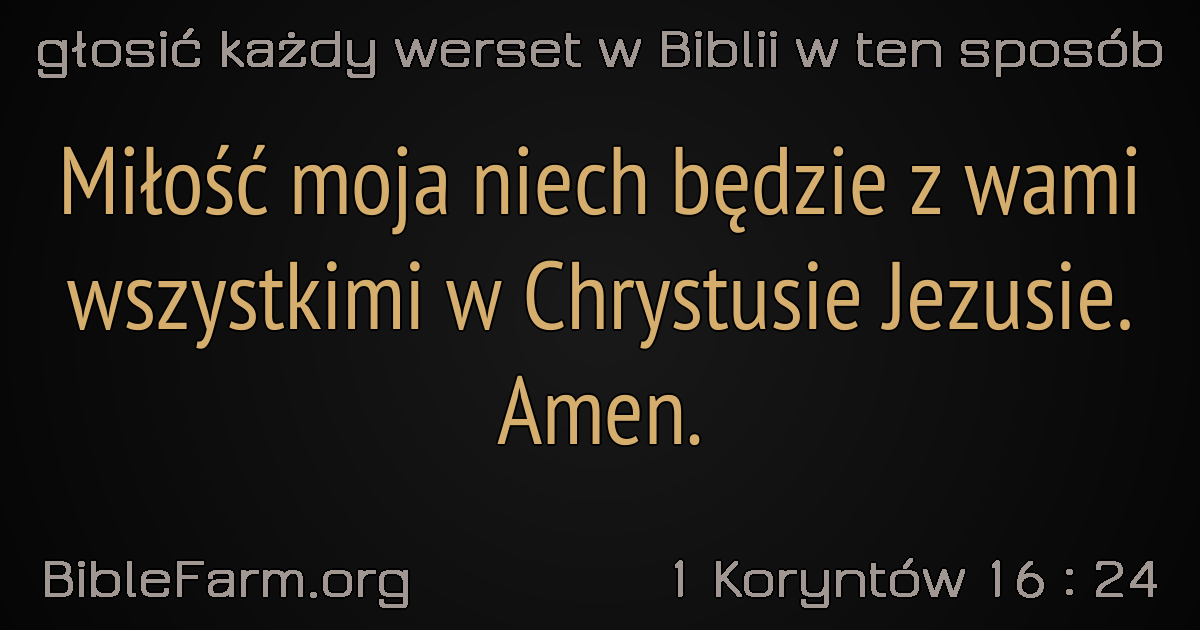 głosić każdy werset w Biblii w ten sposób
Miłość moja niech będzie z wami
wszystkimi w Chrystusie Jezusie.
Amen.
BibleFarm.org
1 Koryntów 16 : 24